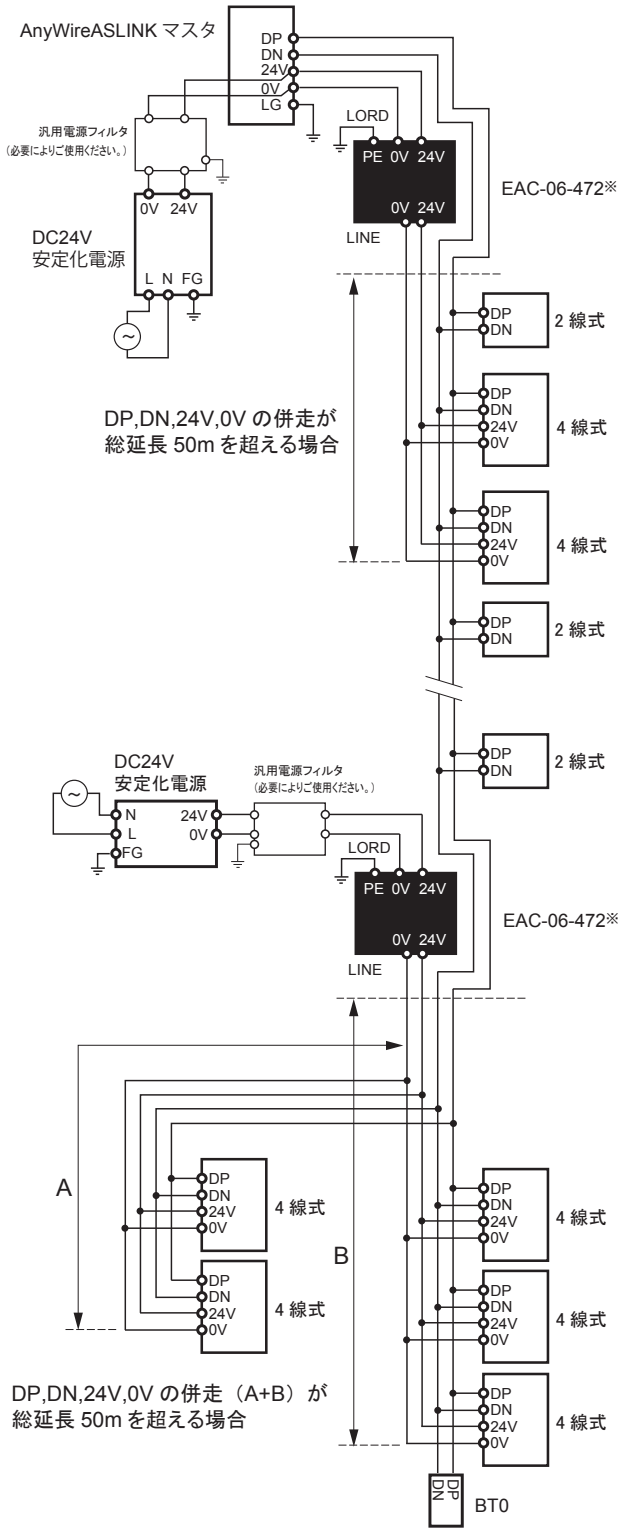 AnyWireASLINK マスタ
DP
DN
24V
0V
LG
汎用電源フィルタ
(必要によりご使用ください。)
0V 24V
DC24V
安定化電源
L N FG
LORD
PE 0V 24V
0V 24V
LINE
EAC-06-472※
DP
DN
2 線式
DP,DN,24V,0V の併走が
総延長 50m を超える場合
DP
DN
24V
0V
4 線式
DP
DN
24V
0V
4 線式
DP
DN
2 線式
DP
DN
2 線式
DC24V
安定化電源
N
L
FG
24V
0V
汎用電源フィルタ
(必要によりご使用ください。)
LORD
PE 0V 24V
0V 24V
LINE
EAC-06-472※
A
B
DP
DN
24V
0V
4 線式
DP
DN
24V
0V
4 線式
DP
DN
24V
0V
4 線式
DP
DN
24V
0V
4 線式
DP
DN
24V
0V
4 線式
DP,DN,24V,0V の併走(A+B)が
総延長 50m を超える場合
DP
DN
BT0